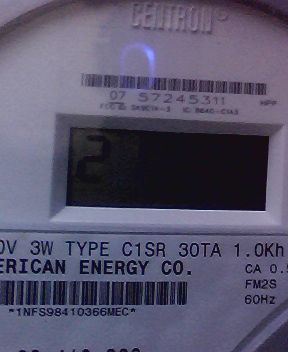 CENTRON
07 57245311 HPP
2
0V 3W TYPE C1SR 30TA 1.0Kh
ERICAN ENERGY CO. CA 0.5
FM2S
*1NFS98410366MEC* 60Hz